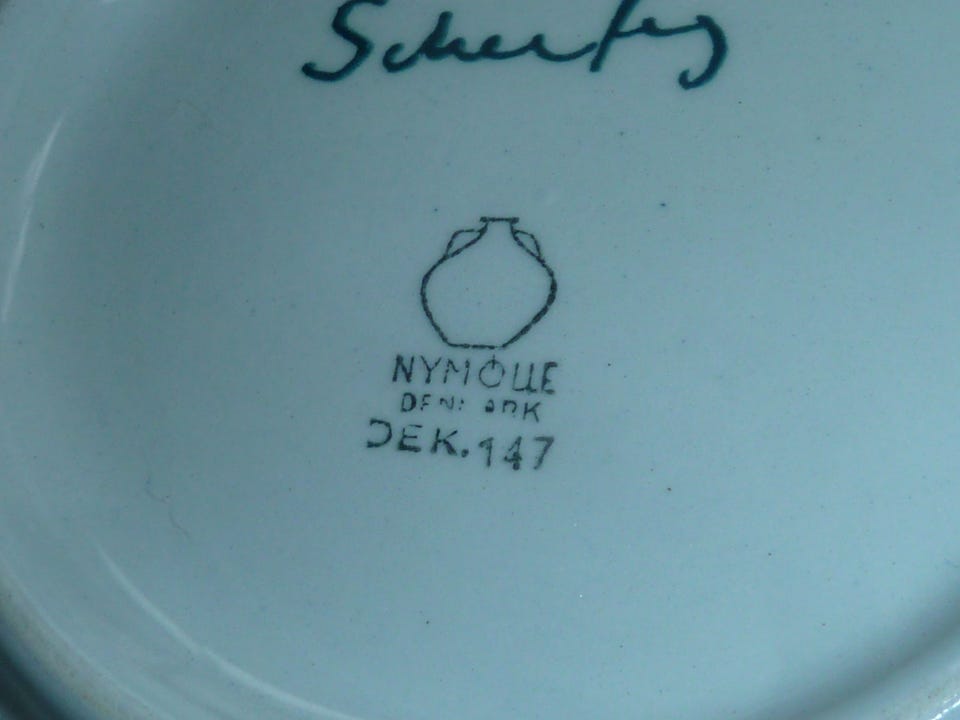 Scherfig
NYMØLLE
DENMARK
DEK. 147